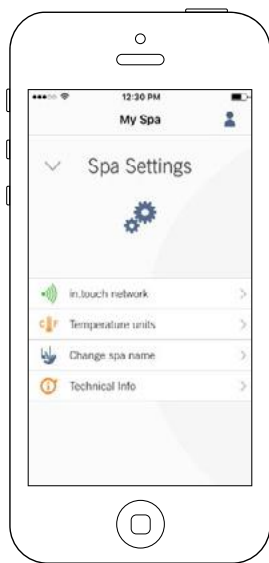 12:30 PM
My Spa
Spa Settings
in.touch network
Temperature units
Change spa name
Technical Info